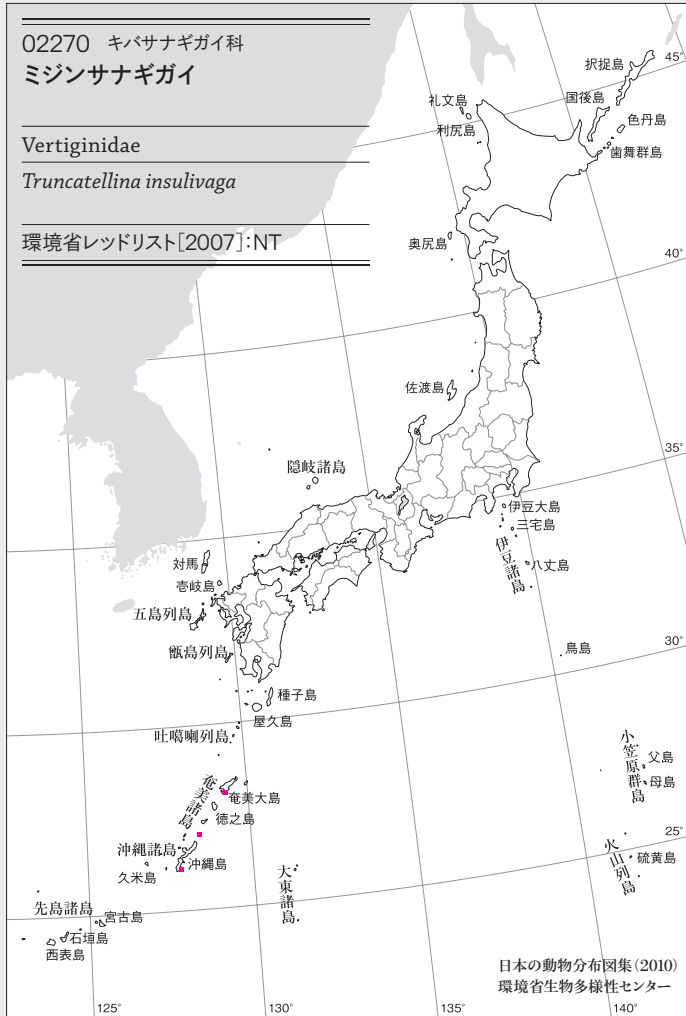 02270 キバサナギガイ科
ミジンサナギガイ
Vertiginidae
Truncatellina insulivaga
環境省レッドリスト[2007]:NT
択捉島
45°
礼文島
国後島
色丹島
利尻島
歯舞群島
奥尻島
40°
佐渡島
35°
隠岐諸島
伊豆大島
三宅島
伊豆諸島
八丈島
対馬
壱岐島
五島列島
甑島列島
鳥島
30°
種子島
屋久島
吐噶喇列島
小笠原群島
父島
母島
奄美諸島
奄美大島
徳之島
25°
沖縄諸島
沖縄島
久米島
火山列島
硫黄島
大東諸島
先島諸島
宮古島
石垣島
西表島
日本の動物分布図集(2010)
環境省生物多様性センター
125°
130°
135°
140°